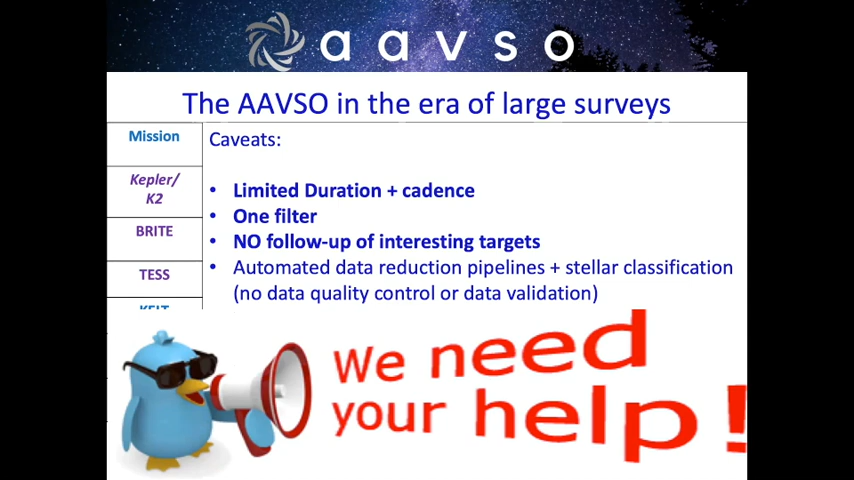 aavso
The AAVSO in the era of large surveys
Mission
Kepler/
K2
BRITE
TESS
KELT
Caveats:
• Limited Duration + cadence
• One filter
• NO follow-up of interesting targets
• Automated data reduction pipelines + stellar classification
(no data quality control or data validation)
We need
your help!